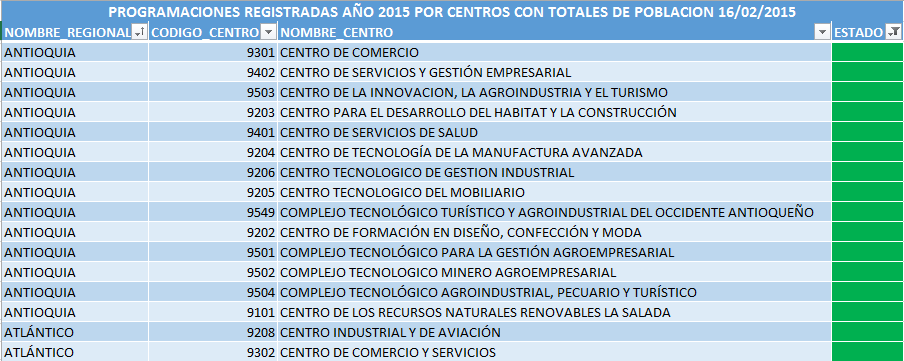 PROGRAMACIONES REGISTRADAS AÑO 2015 POR CENTROS CON TOTALES DE POBLACION 16/02/2015
NOMBRE_REGIONAL CODIGO_CENTRO NOMBRE_CENTRO ESTADO
ANTIOQUIA 9301 CENTRO DE COMERCIO
ANTIOQUIA 9402 CENTRO DE SERVICIOS Y GESTIÓN EMPRESARIAL
ANTIOQUIA 9503 CENTRO DE LA INNOVACION, LA AGROINDUSTRIA Y EL TURISMO
ANTIOQUIA 9203 CENTRO PARA EL DESARROLLO DEL HABITAT Y LA CONSTRUCCIÓN
ANTIOQUIA 9401 CENTRO DE SERVICIOS DE SALUD
ANTIOQUIA 9204 CENTRO DE TECNOLOGÍA DE LA MANUFACTURA AVANZADA
ANTIOQUIA 9206 CENTRO TECNOLOGICO DE GESTION INDUSTRIAL
ANTIOQUIA 9205 CENTRO TECNOLOGICO DEL MOBILIARIO
ANTIOQUIA 9549 COMPLEJO TECNOLÓGICO TURÍSTICO Y AGROINDUSTRIAL DEL OCCIDENTE ANTIOQUEÑO
ANTIOQUIA 9202 CENTRO DE FORMACIÓN EN DISEÑO, CONFECCIÓN Y MODA
ANTIOQUIA 9501 COMPLEJO TECNOLÓGICO PARA LA GESTIÓN AGROEMPRESARIAL
ANTIOQUIA 9502 COMPLEJO TECNOLOGICO MINERO AGROEMPRESARIAL
ANTIOQUIA 9504 COMPLEJO TECNOLÓGICO AGROINDUSTRIAL, PECUARIO Y TURÍSTICO
ANTIOQUIA 9101 CENTRO DE LOS RECURSOS NATURALES RENOVABLES LA SALADA
ATLÁNTICO 9208 CENTRO INDUSTRIAL Y DE AVIACIÓN
ATLÁNTICO 9302 CENTRO DE COMERCIO Y SERVICIOS